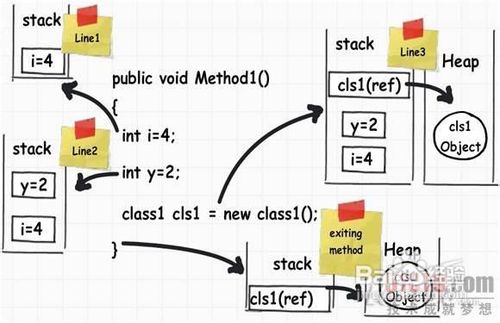 stack
Line1
i=4
public void Method1()
{
int i=4;
int y=2;
class1 cls1 = new class1();
}
stack
Line2
y=2
i=4
stack
Line3
Heap
cls1(ref)
y=2
i=4
cls1
Object
exiting
method
stack
Heap
cls1(ref)
Object
Baidu经验
技术成就梦想